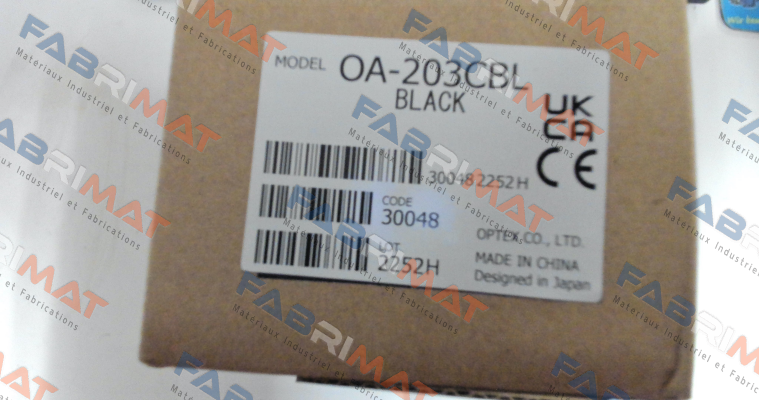 MODEL OA-203CBL
BLACK
UK
CA
CE
30048 2252H
CODE
30048
LOT
2252H
OPTEX CO., LTD.
MADE IN CHINA
Designed in Japan
FABRIMAT
Matériaux Industriel et Fabrications